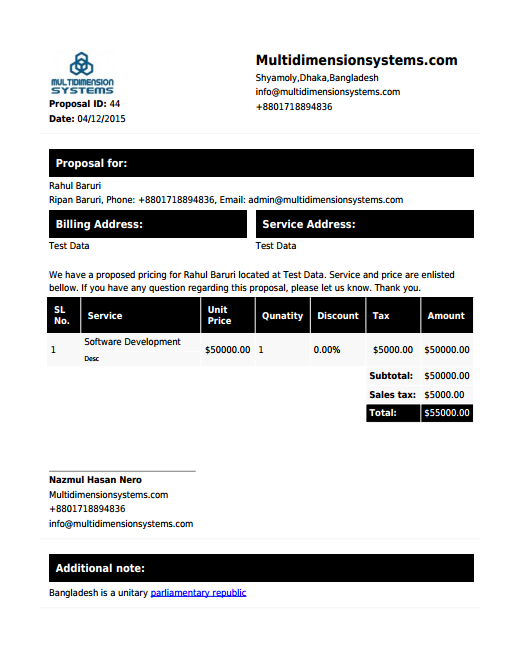 MULTIDIMENSION
SYSTEMS
Proposal ID: 44
Date: 04/12/2015
Multidimensionsystems.com
Shyamoly,Dhaka,Bangladesh
info@multidimensionsystems.com
+8801718894836
Proposal for:
Rahul Baruri
Ripan Baruri, Phone: +8801718894836, Email: admin@multidimensionsystems.com
Billing Address: Service Address:
Test Data Test Data
We have a proposed pricing for Rahul Baruri located at Test Data. Service and price are enlisted
bellow. If you have any question regarding this proposal, please let us know. Thank you.
SL No. Service Unit Price Qunatity Discount Tax Amount
1 Software Development $50000.00 1 0.00% $5000.00 $50000.00
Desc
Subtotal: $50000.00
Sales tax: $5000.00
Total: $55000.00
Nazmul Hasan Nero
Multidimensionsystems.com
+8801718894836
info@multidimensionsystems.com
Additional note:
Bangladesh is a unitary parliamentary republic